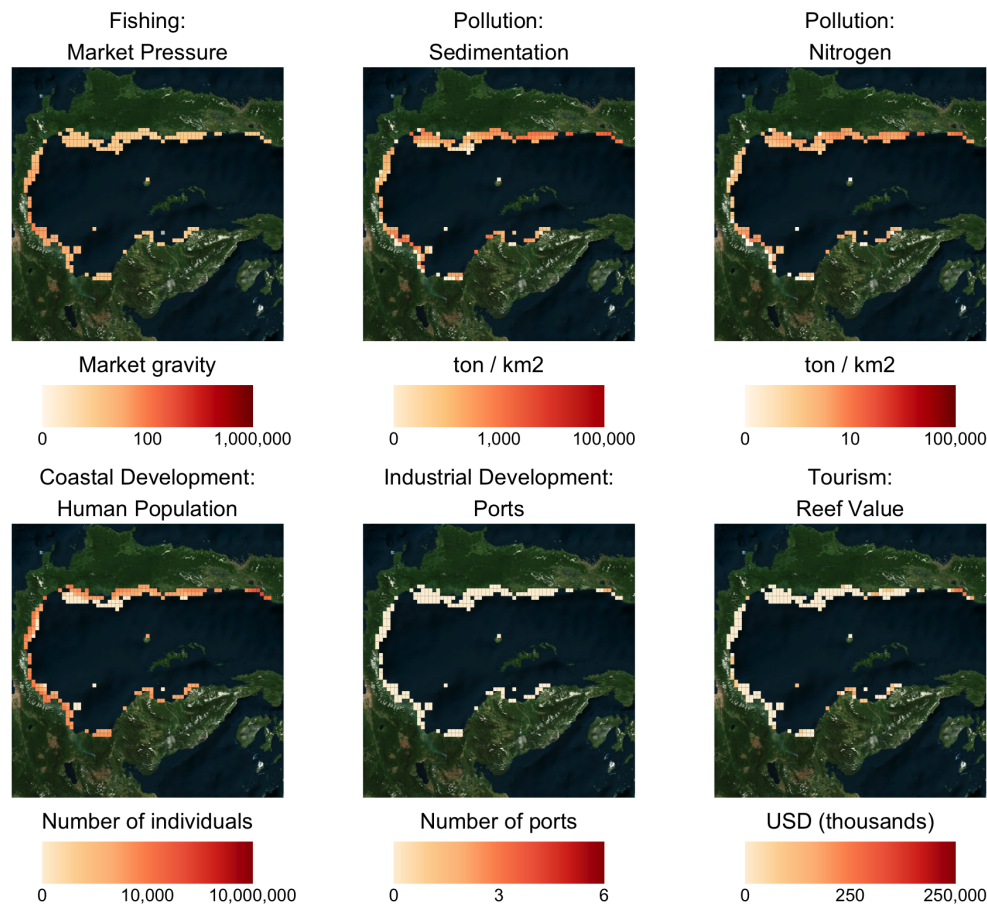 Fishing:
Market Pressure
Pollution:
Sedimentation
Pollution:
Nitrogen
Market gravity
0 100 1,000,000
ton / km2
0 1,000 100,000
ton / km2
0 10 100,000
Coastal Development:
Human Population
Industrial Development:
Ports
Tourism:
Reef Value
Number of individuals
0 10,000 10,000,000
Number of ports
0 3 6
USD (thousands)
0 250 250,000